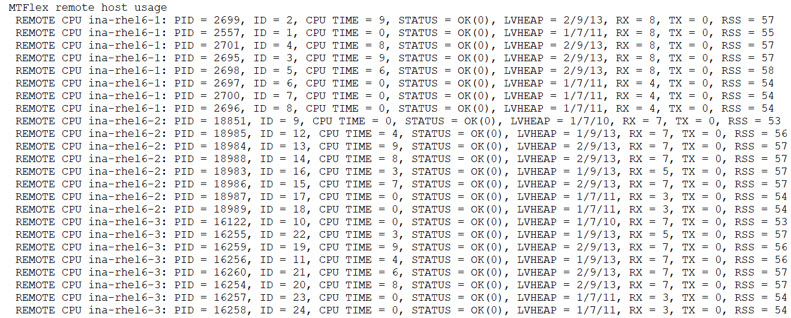 MTFlex remote host usage
REMOTE CPU ina-rhel6-1: PID = 2699, ID = 2, CPU TIME = 9, STATUS = OK(0), LVHEAP = 2/9/13, RX = 8, TX = 0, RSS = 57
REMOTE CPU ina-rhel6-1: PID = 2557, ID = 1, CPU TIME = 0, STATUS = OK(0), LVHEAP = 1/7/11, RX = 8, TX = 0, RSS = 55
REMOTE CPU ina-rhel6-1: PID = 2701, ID = 4, CPU TIME = 8, STATUS = OK(0), LVHEAP = 2/9/13, RX = 8, TX = 0, RSS = 57
REMOTE CPU ina-rhel6-1: PID = 2695, ID = 3, CPU TIME = 9, STATUS = OK(0), LVHEAP = 2/9/13, RX = 8, TX = 0, RSS = 57
REMOTE CPU ina-rhel6-1: PID = 2698, ID = 5, CPU TIME = 6, STATUS = OK(0), LVHEAP = 2/9/13, RX = 8, TX = 0, RSS = 58
REMOTE CPU ina-rhel6-1: PID = 2697, ID = 6, CPU TIME = 0, STATUS = OK(0), LVHEAP = 1/7/11, RX = 4, TX = 0, RSS = 54
REMOTE CPU ina-rhel6-1: PID = 2700, ID = 7, CPU TIME = 0, STATUS = OK(0), LVHEAP = 1/7/11, RX = 4, TX = 0, RSS = 54
REMOTE CPU ina-rhel6-1: PID = 2696, ID = 8, CPU TIME = 0, STATUS = OK(0), LVHEAP = 1/7/11, RX = 4, TX = 0, RSS = 54
REMOTE CPU ina-rhel6-2: PID = 18851, ID = 9, CPU TIME = 0, STATUS = OK(0), LVHEAP = 1/7/10, RX = 7, TX = 0, RSS = 53
REMOTE CPU ina-rhel6-2: PID = 18985, ID = 12, CPU TIME = 4, STATUS = OK(0), LVHEAP = 1/9/13, RX = 7, TX = 0, RSS = 56
REMOTE CPU ina-rhel6-2: PID = 18984, ID = 13, CPU TIME = 9, STATUS = OK(0), LVHEAP = 2/9/13, RX = 7, TX = 0, RSS = 57
REMOTE CPU ina-rhel6-2: PID = 18988, ID = 14, CPU TIME = 8, STATUS = OK(0), LVHEAP = 2/9/13, RX = 7, TX = 0, RSS = 57
REMOTE CPU ina-rhel6-2: PID = 18983, ID = 16, CPU TIME = 3, STATUS = OK(0), LVHEAP = 1/9/13, RX = 5, TX = 0, RSS = 57
REMOTE CPU ina-rhel6-2: PID = 18986, ID = 15, CPU TIME = 7, STATUS = OK(0), LVHEAP = 2/9/13, RX = 7, TX = 0, RSS = 57
REMOTE CPU ina-rhel6-2: PID = 18987, ID = 17, CPU TIME = 0, STATUS = OK(0), LVHEAP = 1/7/11, RX = 3, TX = 0, RSS = 54
REMOTE CPU ina-rhel6-2: PID = 18989, ID = 18, CPU TIME = 0, STATUS = OK(0), LVHEAP = 1/7/11, RX = 3, TX = 0, RSS = 54
REMOTE CPU ina-rhel6-3: PID = 16122, ID = 10, CPU TIME = 0, STATUS = OK(0), LVHEAP = 1/7/10, RX = 7, TX = 0, RSS = 53
REMOTE CPU ina-rhel6-3: PID = 16255, ID = 22, CPU TIME = 3, STATUS = OK(0), LVHEAP = 1/9/13, RX = 5, TX = 0, RSS = 57
REMOTE CPU ina-rhel6-3: PID = 16259, ID = 19, CPU TIME = 9, STATUS = OK(0), LVHEAP = 2/9/13, RX = 7, TX = 0, RSS = 56
REMOTE CPU ina-rhel6-3: PID = 16256, ID = 11, CPU TIME = 4, STATUS = OK(0), LVHEAP = 1/9/13, RX = 7, TX = 0, RSS = 56
REMOTE CPU ina-rhel6-3: PID = 16260, ID = 21, CPU TIME = 6, STATUS = OK(0), LVHEAP = 2/9/13, RX = 7, TX = 0, RSS = 57
REMOTE CPU ina-rhel6-3: PID = 16254, ID = 20, CPU TIME = 8, STATUS = OK(0), LVHEAP = 2/9/13, RX = 7, TX = 0, RSS = 57
REMOTE CPU ina-rhel6-3: PID = 16257, ID = 23, CPU TIME = 0, STATUS = OK(0), LVHEAP = 1/7/11, RX = 3, TX = 0, RSS = 54
REMOTE CPU ina-rhel6-3: PID = 16258, ID = 24, CPU TIME = 0, STATUS = OK(0), LVHEAP = 1/7/11, RX = 3, TX = 0, RSS = 54